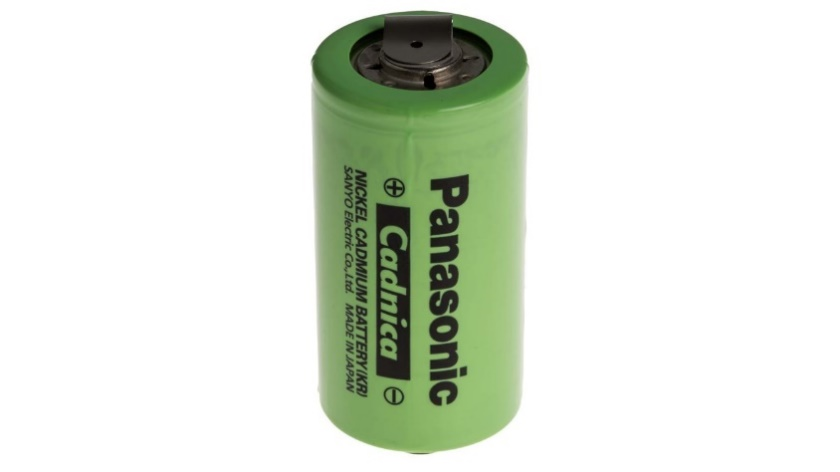 Panasonic
+ Cadnica -
NICKEL CADMIUM BATTERY(KR)
SANYO Electric Co.,Ltd. MADE IN JAPAN